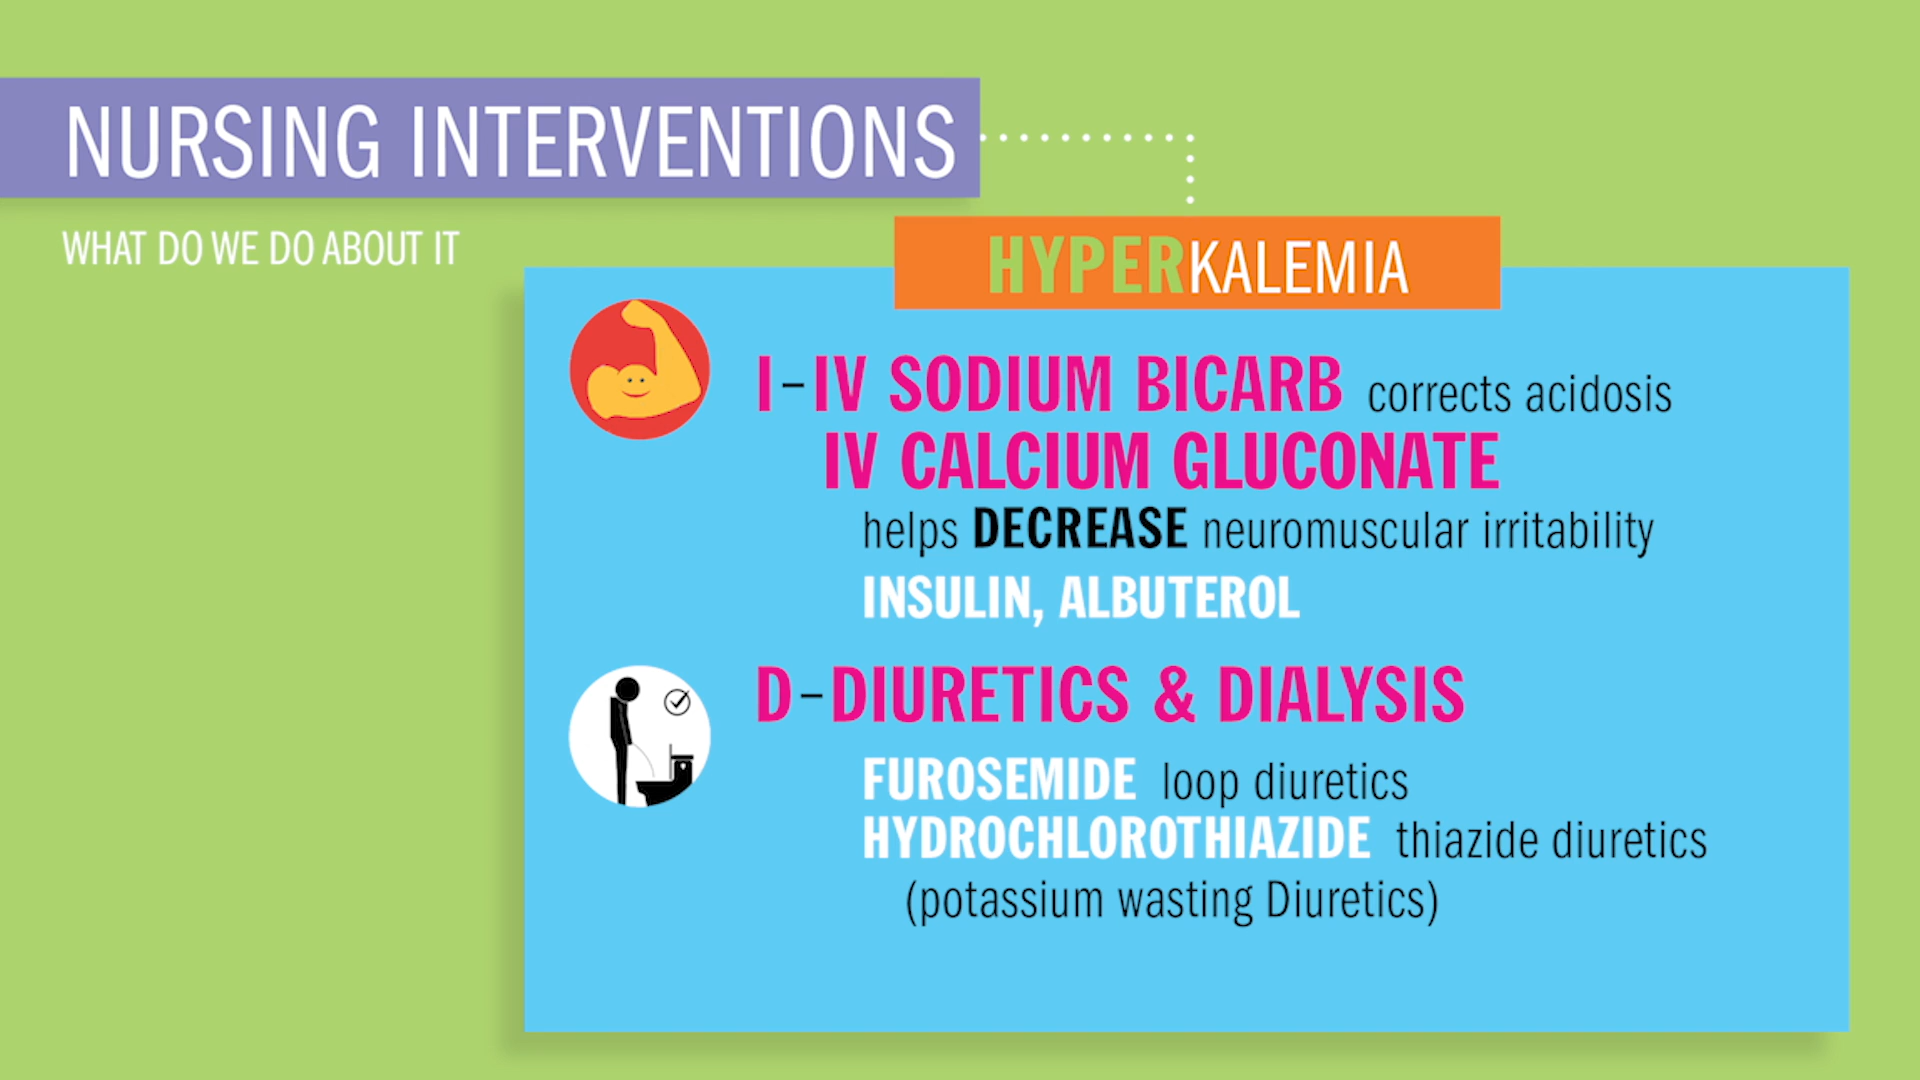 NURSING INTERVENTIONS
WHAT DO WE DO ABOUT IT
HYPERKALEMIA
I-IV SODIUM BICARB corrects acidosis
IV CALCIUM GLUCONATE
helps DECREASE neuromuscular irritability
INSULIN, ALBUTEROL
D-DIURETICS & DIALYSIS
FUROSEMIDE loop diuretics
HYDROCHLOROTHIAZIDE thiazide diuretics
(potassium wasting Diuretics)